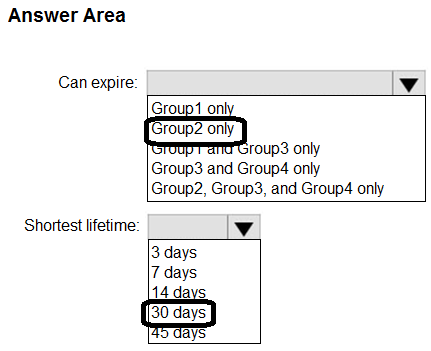 Answer Area
Can expire:
Group1 only
Group2 only
Group1 and Group3 only
Group3 and Group4 only
Group2, Group3, and Group4 only
Shortest lifetime:
3 days
7 days
14 days
30 days
45 days